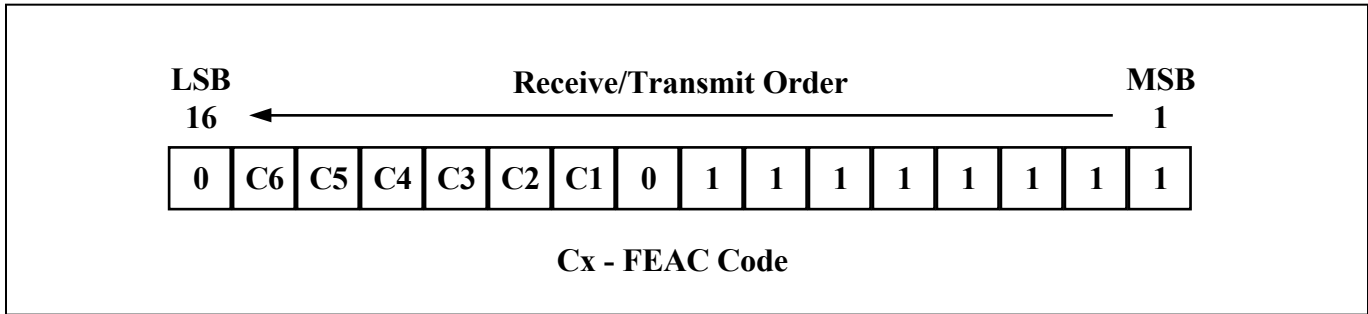 LSB Receive/Transmit Order MSB
16 1
0 C6 C5 C4 C3 C2 C1 0 1 1 1 1 1 1 1 1
Cx - FEAC Code